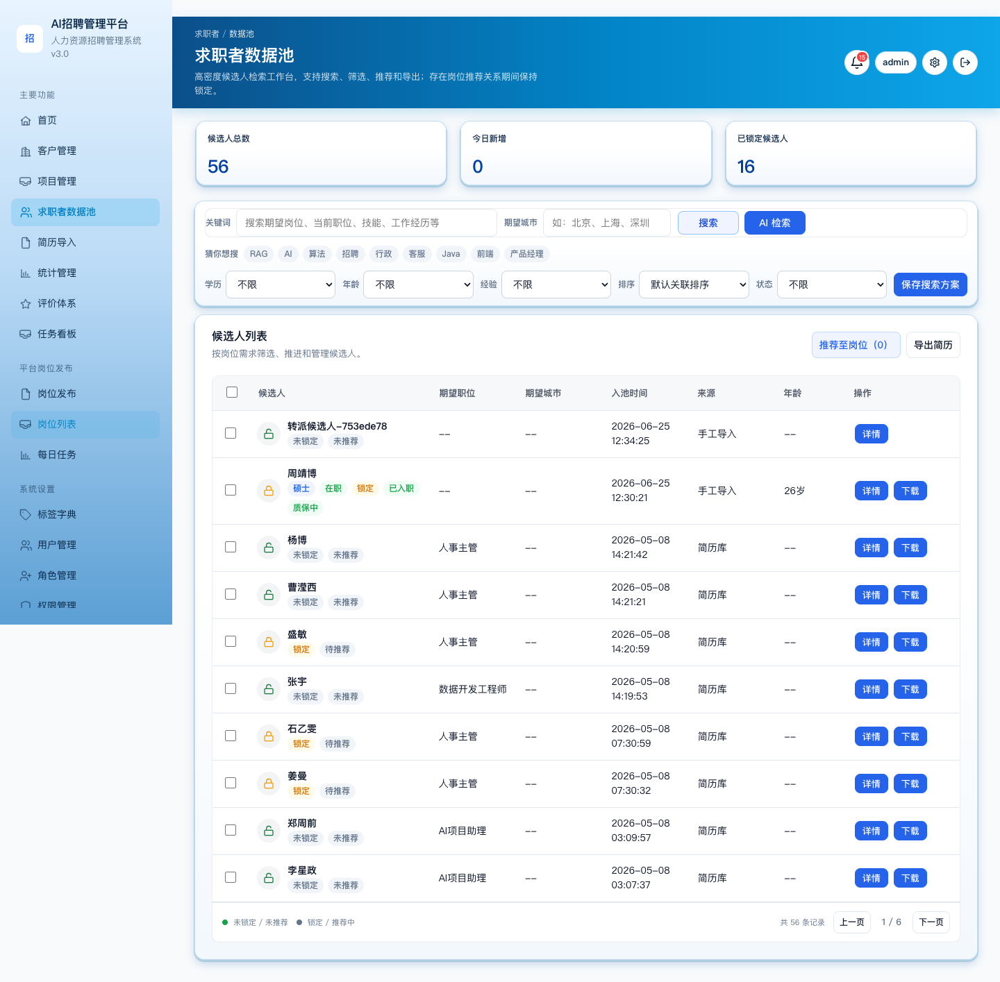 招
AI招聘管理平台
人力资源招聘管理系统
v3.0
主要功能
首页
客户管理
项目管理
求职者数据池
简历导入
统计管理
评价体系
任务看板
平台岗位发布
岗位发布
岗位列表
每日任务
系统设置
标签字典
用户管理
角色管理
权限管理
求职者 / 数据池
求职者数据池
高密度候选人检索工作台，支持搜索、筛选、推荐和导出；存在岗位推荐关系期间保持
锁定。
15
admin
候选人总数
56
今日新增
0
已锁定候选人
16
关键词 搜索期望岗位、当前职位、技能、工作经历等 期望城市 如：北京、上海、深圳 搜索 AI 检索
猜你想搜 RAG AI 算法 招聘 行政 客服 Java 前端 产品经理
学历 不限 年龄 不限 经验 不限 排序 默认关联排序 状态 不限 保存搜索方案
候选人列表
按岗位需求筛选、推进和管理候选人。
推荐至岗位（0） 导出简历
候选人 期望职位 期望城市 入池时间 来源 年龄 操作
转派候选人-753ede78
未锁定 未推荐
-- -- 2026-06-25
12:34:25
手工导入 -- 详情
周靖博
硕士 在职 锁定 已入职
质保中
-- -- 2026-06-25
12:30:21
手工导入 26岁 详情 下载
杨博
未锁定 未推荐
人事主管 -- 2026-05-08
14:21:42
简历库 -- 详情 下载
曹滢西
未锁定 未推荐
人事主管 -- 2026-05-08
14:21:21
简历库 -- 详情 下载
盛敏
锁定 待推荐
人事主管 -- 2026-05-08
14:20:59
简历库 -- 详情 下载
张宇
未锁定 未推荐
数据开发工程师 -- 2026-05-08
14:19:53
简历库 -- 详情 下载
石乙雯
锁定 待推荐
人事主管 -- 2026-05-08
07:30:59
简历库 -- 详情 下载
姜曼
锁定 待推荐
人事主管 -- 2026-05-08
07:30:32
简历库 -- 详情 下载
郑周前
未锁定 未推荐
AI项目助理 -- 2026-05-08
03:09:57
简历库 -- 详情 下载
李星政
未锁定 未推荐
AI项目助理 -- 2026-05-08
03:07:37
简历库 -- 详情 下载
未锁定 / 未推荐 锁定 / 推荐中
共 56 条记录 上一页 1 / 6 下一页